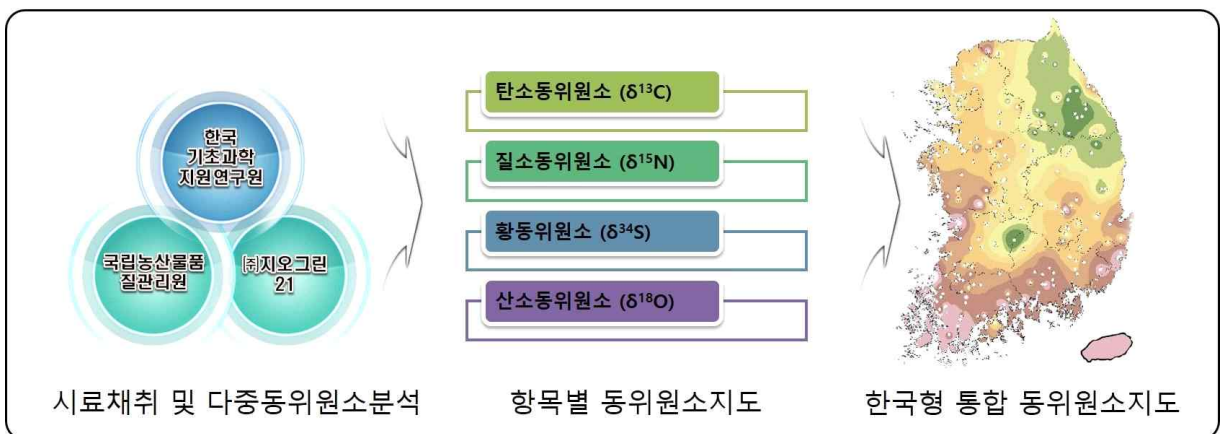 한국
기초과학
지원연구원
국립농산물품
질관리원
㈜지오그린
21
탄소동위원소 (δ¹³C)
질소동위원소 (δ¹⁵N)
황동위원소 (δ³⁴S)
산소동위원소 (δ¹⁸O)
시료채취 및 다중동위원소분석
항목별 동위원소지도
한국형 통합 동위원소지도